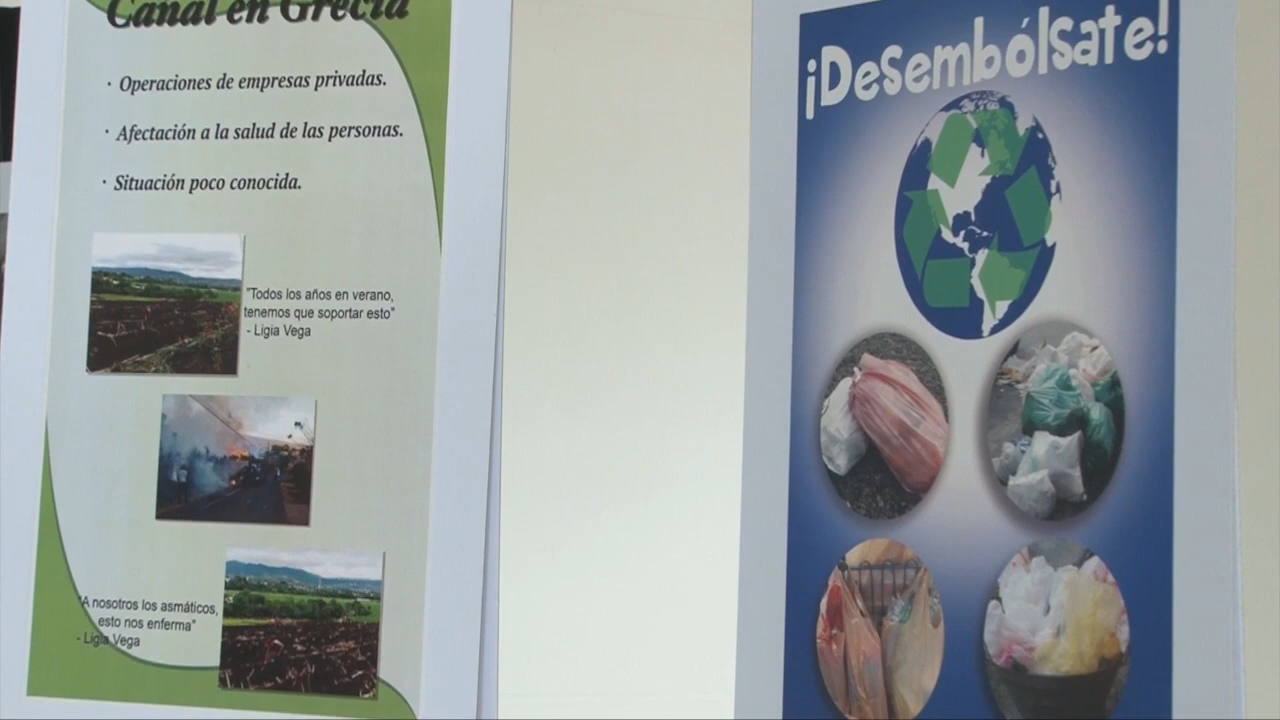 Canal en Grecia
· Operaciones de empresas privadas.
· Afectación a la salud de las personas.
· Situación poco conocida.
"Todos los años en verano,
tenemos que soportar esto"
- Ligia Vega
"A nosotros los asmáticos,
esto nos enferma"
- Ligia Vega
¡Desembólsate!